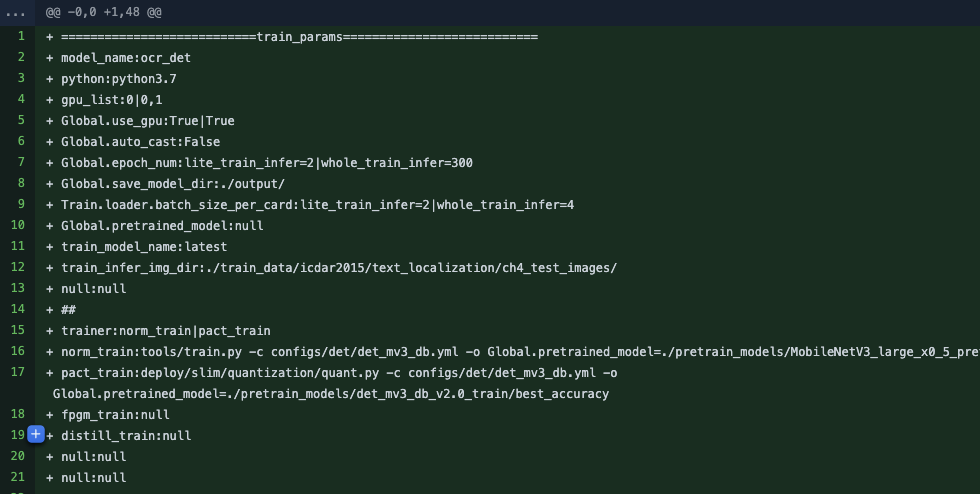 ... @@ -0,0 +1,48 @@
1 + ===========================train_params===========================
2 + model_name:ocr_det
3 + python:python3.7
4 + gpu_list:0|0,1
5 + Global.use_gpu:True|True
6 + Global.auto_cast:False
7 + Global.epoch_num:lite_train_infer=2|whole_train_infer=300
8 + Global.save_model_dir:./output/
9 + Train.loader.batch_size_per_card:lite_train_infer=2|whole_train_infer=4
10 + Global.pretrained_model:null
11 + train_model_name:latest
12 + train_infer_img_dir:./train_data/icdar2015/text_localization/ch4_test_images/
13 + null:null
14 + ##
15 + trainer:norm_train|pact_train
16 + norm_train:tools/train.py -c configs/det/det_mv3_db.yml -o Global.pretrained_model=./pretrain_models/MobileNetV3_large_x0_5_pre
17 + pact_train:deploy/slim/quantization/quant.py -c configs/det/det_mv3_db.yml -o
Global.pretrained_model=./pretrain_models/det_mv3_db_v2.0_train/best_accuracy
18 + fpgm_train:null
19 + + distill_train:null
20 + null:null
21 + null:null